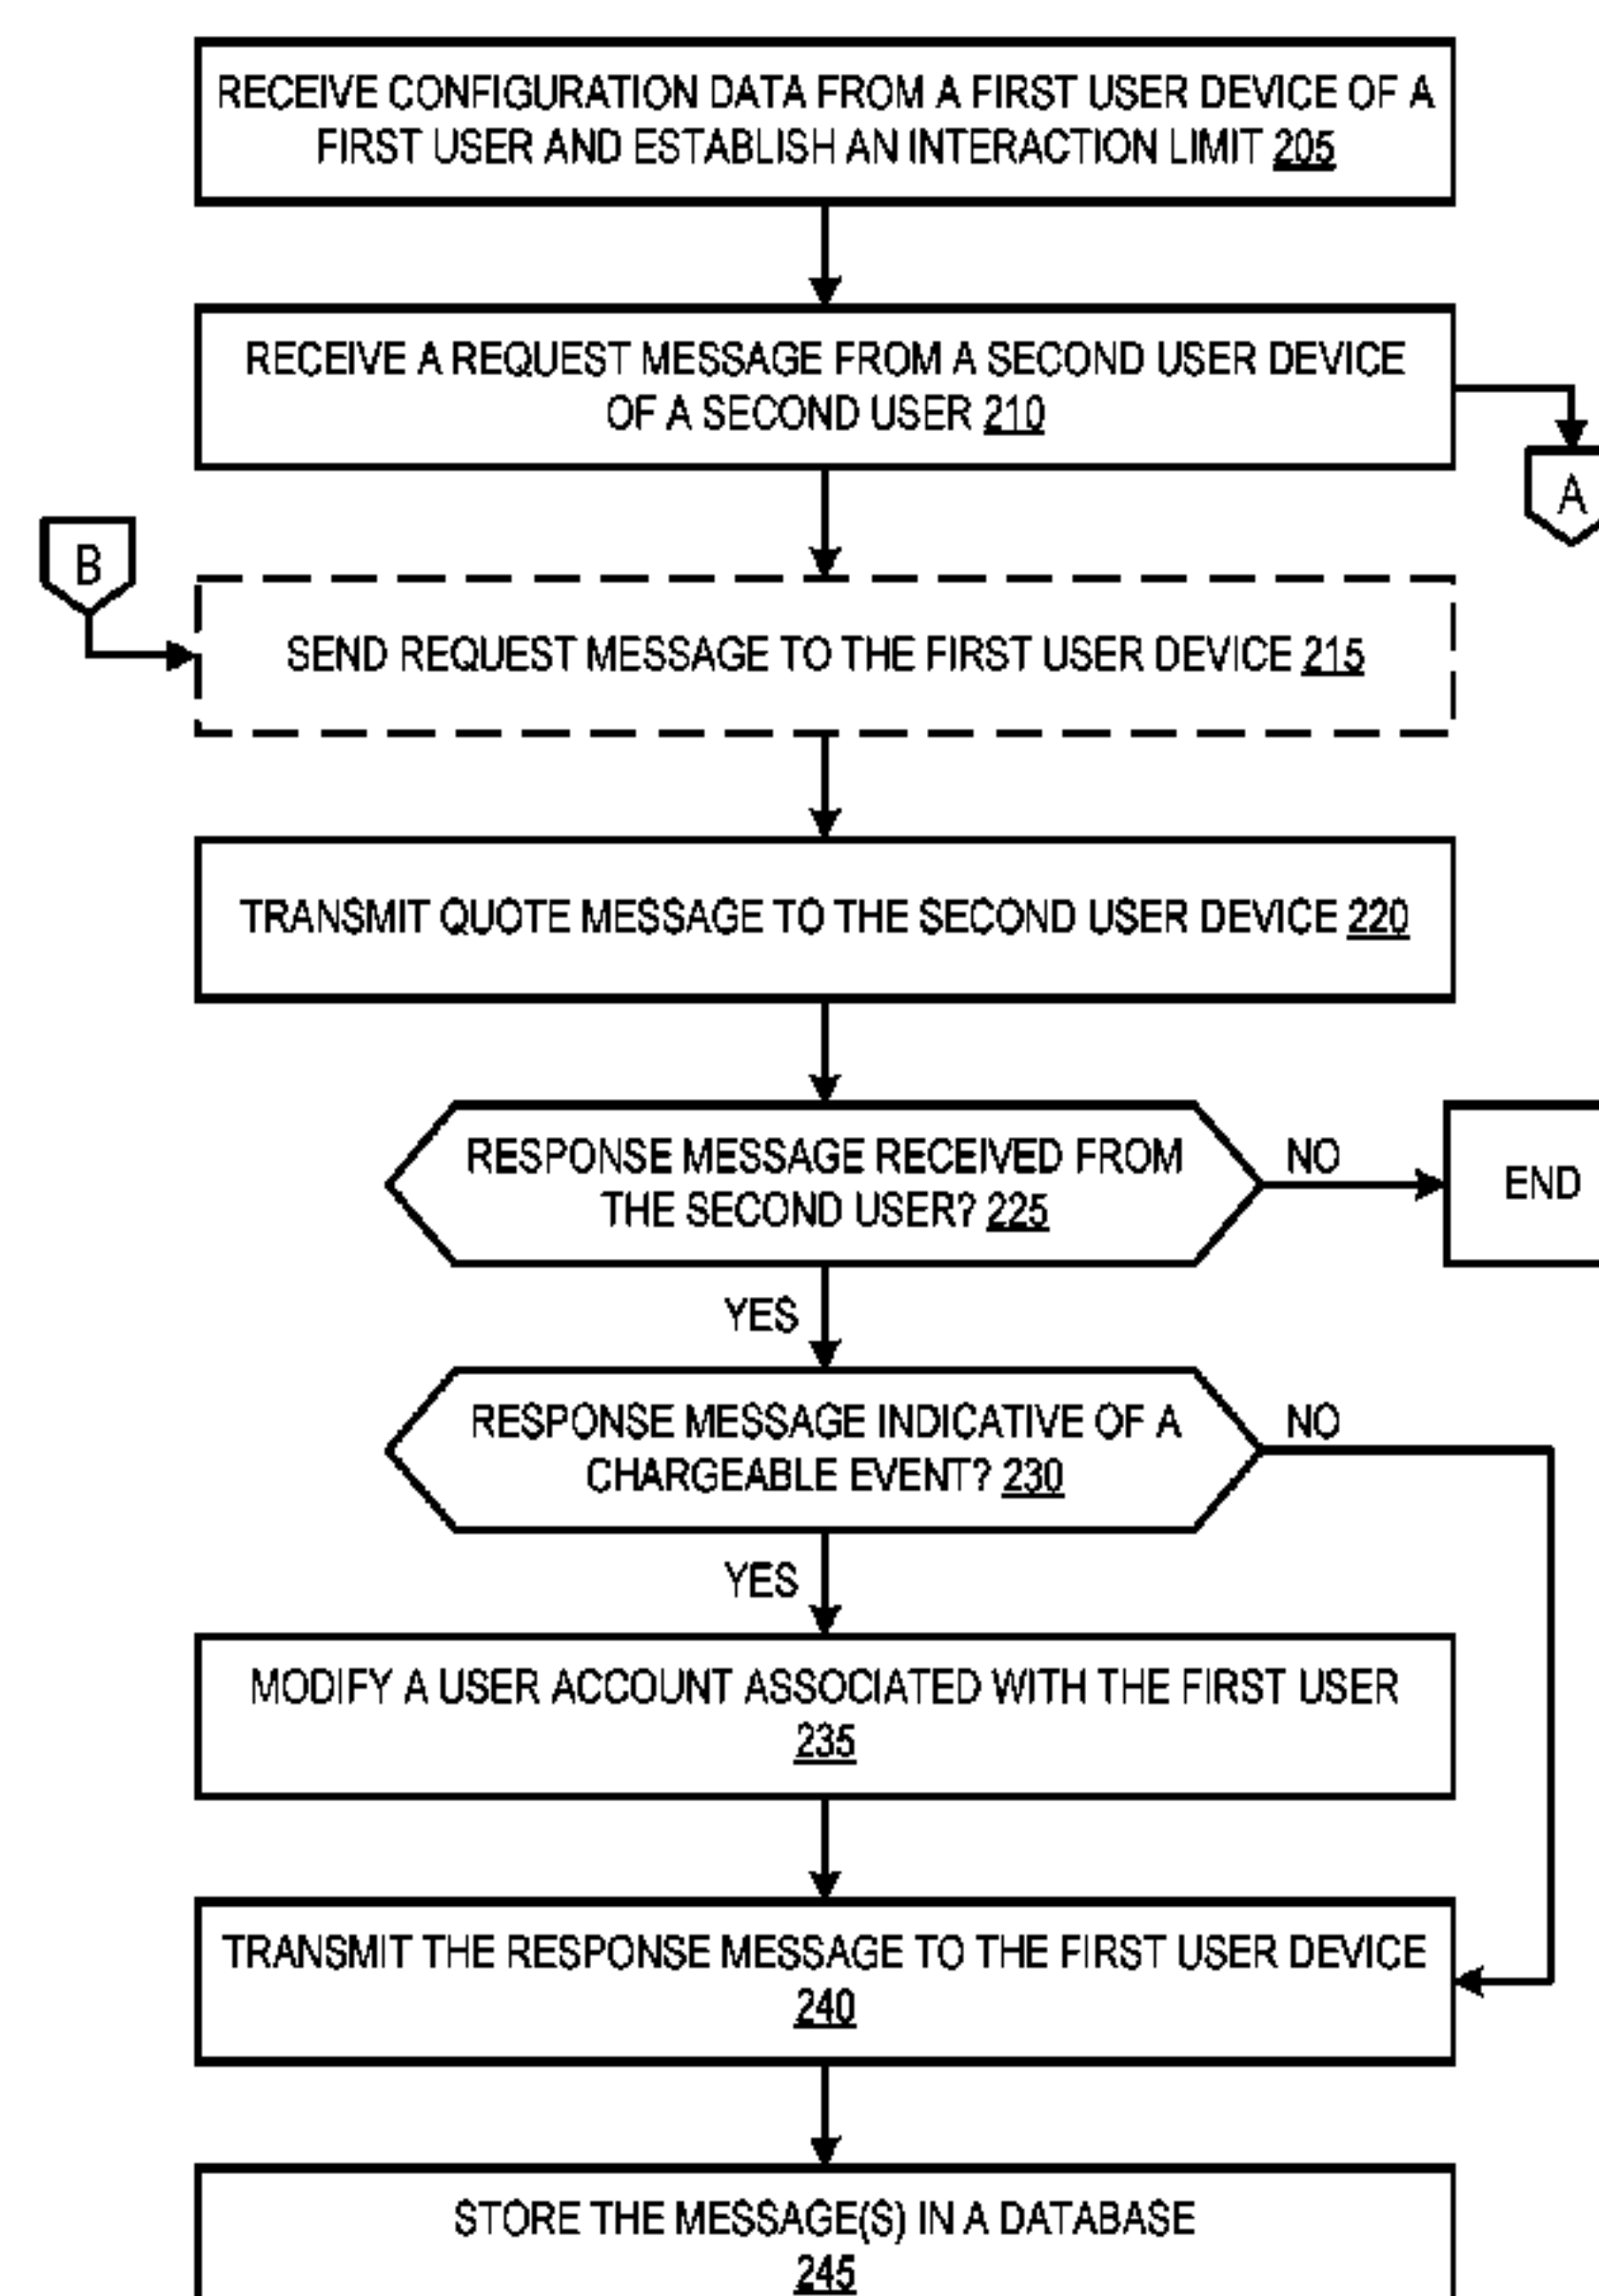 RECEIVE CONFIGURATION DATA FROM A FIRST USER DEVICE OF A
FIRST USER AND ESTABLISH AN INTERACTION LIMIT 205
RECEIVE A REQUEST MESSAGE FROM A SECOND USER DEVICE
OF A SECOND USER 210
A
B
SEND REQUEST MESSAGE TO THE FIRST USER DEVICE 215
TRANSMIT QUOTE MESSAGE TO THE SECOND USER DEVICE 220
RESPONSE MESSAGE RECEIVED FROM
THE SECOND USER? 225
NO
END
YES
RESPONSE MESSAGE INDICATIVE OF A
CHARGEABLE EVENT? 230
NO
YES
MODIFY A USER ACCOUNT ASSOCIATED WITH THE FIRST USER
235
TRANSMIT THE RESPONSE MESSAGE TO THE FIRST USER DEVICE
240
STORE THE MESSAGE(S) IN A DATABASE
245